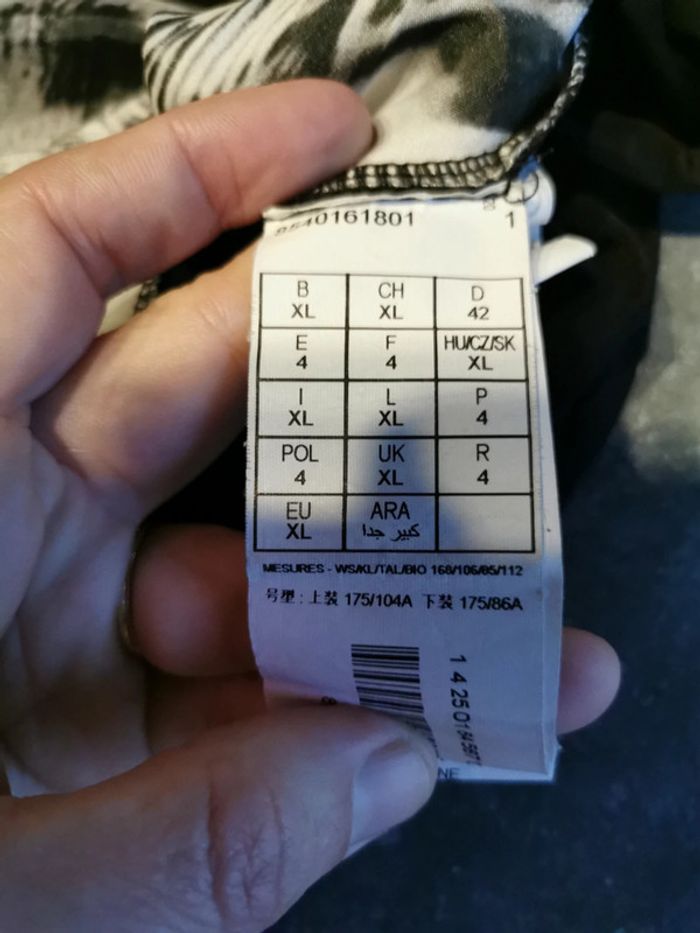 8540161801 1
B CH D
XL XL 42
E F HU/CZ/SK
4 4 XL
I L P
XL XL 4
POL UK R
4 XL 4
EU ARA
XL كبير جدا
MESURES - WS/KL/TAL/BIO 168/106/85/112
号型 : 上装 175/104A 下装 175/86A
NE